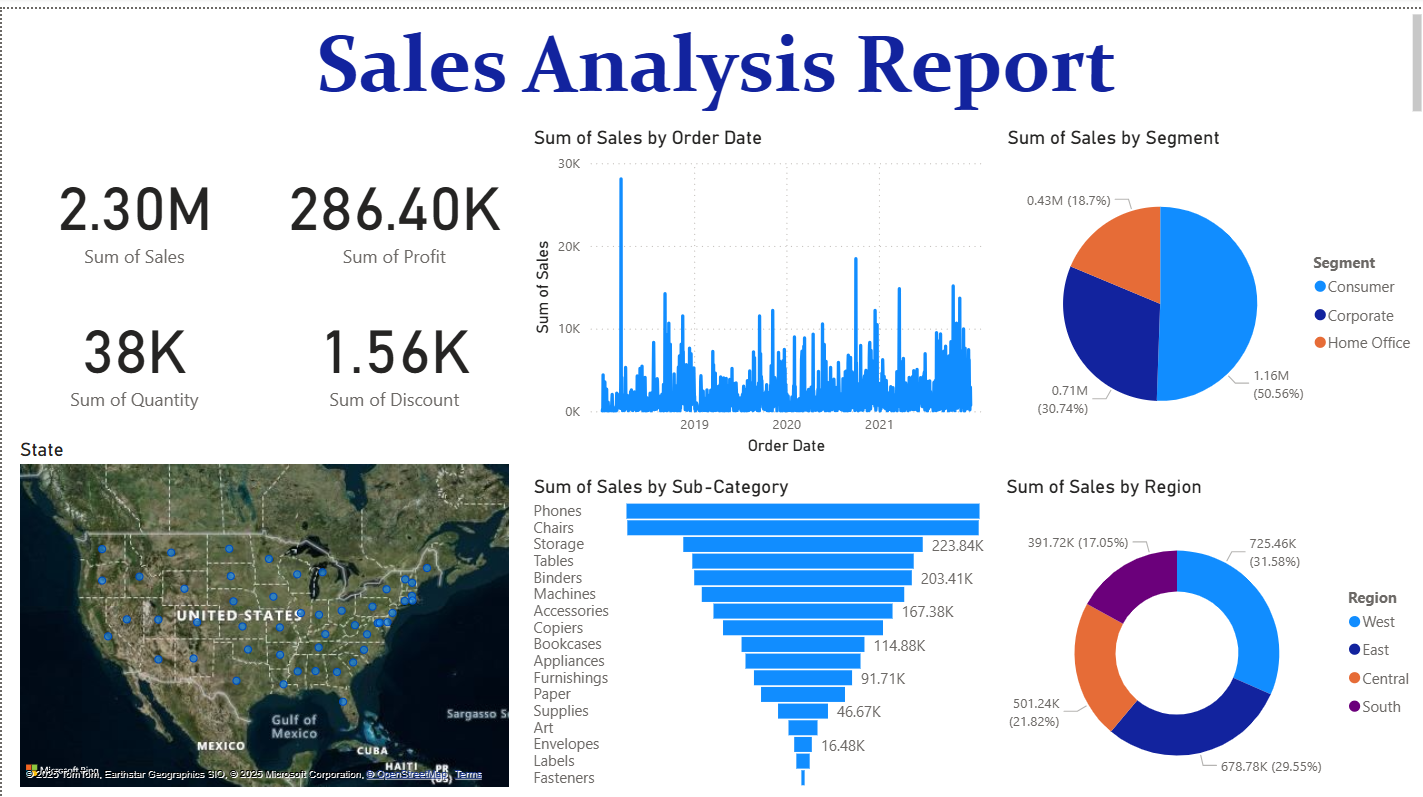 Sales Analysis Report
2.30M
Sum of Sales
286.40K
Sum of Profit
38K
Sum of Quantity
1.56K
Sum of Discount
Sum of Sales by Order Date
Sum of Sales
30K
20K
10K
0K
2019
2020
2021
Order Date
Sum of Sales by Segment
0.43M (18.7%)
0.71M
(30.74%)
1.16M
(50.56%)
Segment
Consumer
Corporate
Home Office
State
UNITED STATES
Gulf of
Mexico
Sargasso S
MEXICO
CUBA
HAITI
PR
(US)
Microsoft Bing
© 2025 TomTom, Earthstar Geographics SIO, © 2025 Microsoft Corporation, © OpenStreetMap Terms
Sum of Sales by Sub-Category
Phones
Chairs
Storage 223.84K
Tables
Binders 203.41K
Machines
Accessories 167.38K
Copiers
Bookcases 114.88K
Appliances
Furnishings 91.71K
Paper
Supplies 46.67K
Art
Envelopes 16.48K
Labels
Fasteners
Sum of Sales by Region
391.72K (17.05%)
725.46K
(31.58%)
501.24K
(21.82%)
678.78K (29.55%)
Region
West
East
Central
South